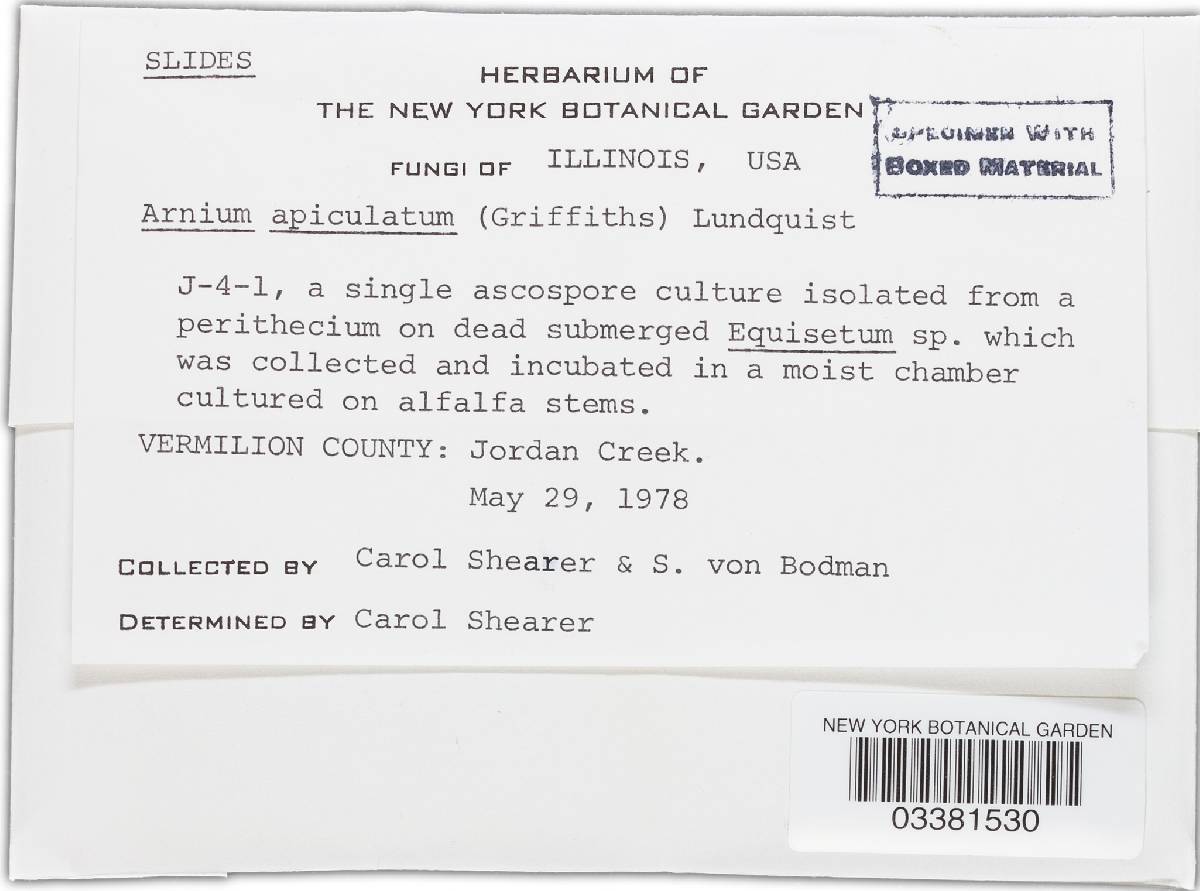 SLIDES
HERBARIUM OF
THE NEW YORK BOTANICAL GARDEN
SPECIMEN WITH
BOXED MATERIAL
FUNGI OF ILLINOIS, USA
Arnium apiculatum (Griffiths) Lundquist
J-4-1, a single ascospore culture isolated from a
perithecium on dead submerged Equisetum sp. which
was collected and incubated in a moist chamber
cultured on alfalfa stems.
VERMILION COUNTY: Jordan Creek.
May 29, 1978
COLLECTED BY Carol Shearer & S. von Bodman
DETERMINED BY Carol Shearer
NEW YORK BOTANICAL GARDEN
03381530